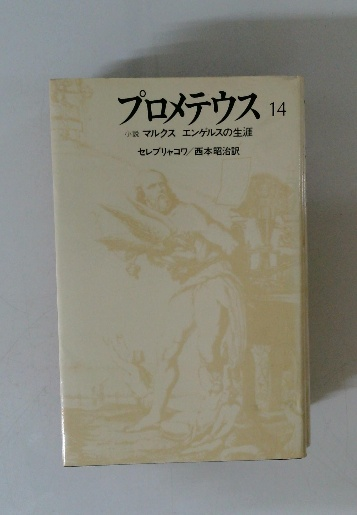 プロメテウス 14
小説 マルクス エンゲルスの生涯
セレブリャコワ/西本昭治訳